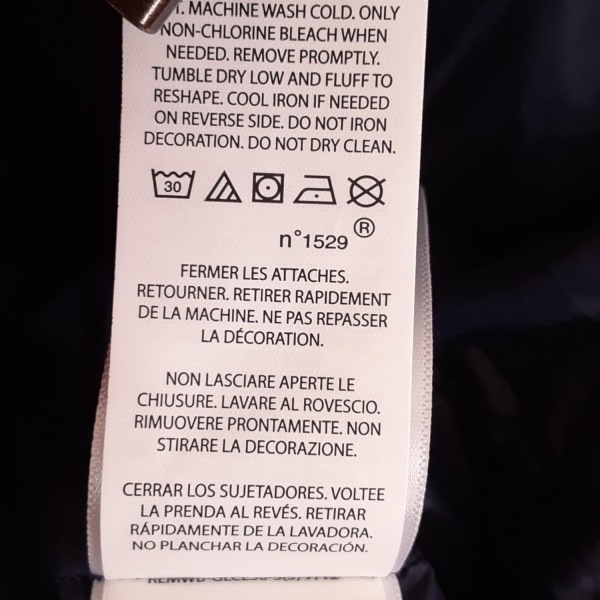 T. MACHINE WASH COLD. ONLY
NON-CHLORINE BLEACH WHEN
NEEDED. REMOVE PROMPTLY.
TUMBLE DRY LOW AND FLUFF TO
RESHAPE. COOL IRON IF NEEDED
ON REVERSE SIDE. DO NOT IRON
DECORATION. DO NOT DRY CLEAN.
30
n°1529 ®
FERMER LES ATTACHES.
RETOURNER. RETIRER RAPIDEMENT
DE LA MACHINE. NE PAS REPASSER
LA DÉCORATION.
NON LASCIARE APERTE LE
CHIUSURE. LAVARE AL ROVESCIO.
RIMUOVERE PRONTAMENTE. NON
STIRARE LA DECORAZIONE.
CERRAR LOS SUJETADORES. VOLTEE
LA PRENDA AL REVÉS. RETIRAR
RÁPIDAMENTE DE LA LAVADORA.
NO PLANCHAR LA DECORACIÓN.